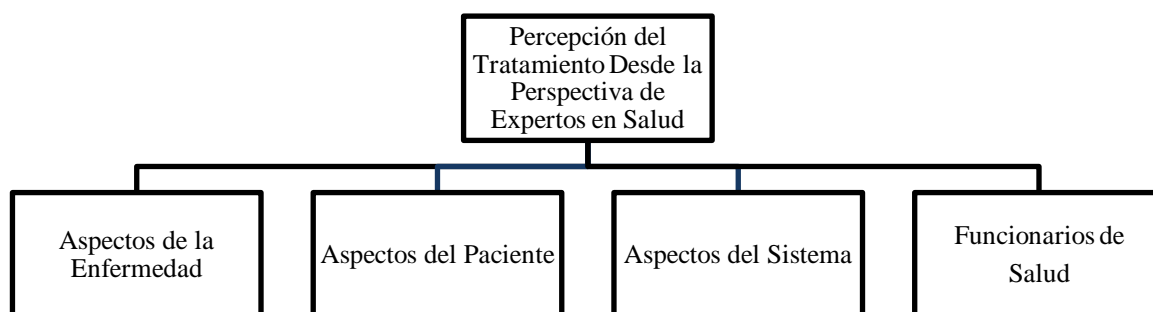 Percepción del
Tratamiento Desde la
Perspectiva de
Expertos en Salud
Aspectos de la
Enfermedad
Aspectos del Paciente
Aspectos del Sistema
Funcionarios de
Salud